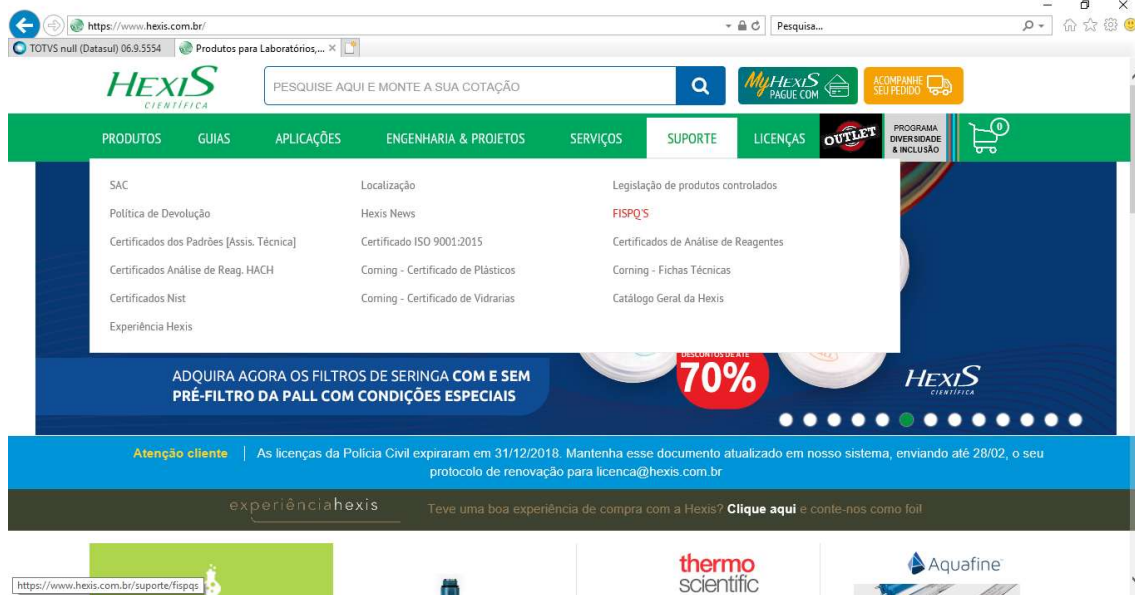 https://www.hexis.com.br/
Pesquisa...
TOTVS null (Datasul) 06.9.5554
Produtos para Laboratórios,...
HEXIS
CIENTÍFICA
PESQUISE AQUI E MONTE A SUA COTAÇÃO
MyHEXIS
PAGUE COM
ACOMPANHE
SEU PEDIDO
PRODUTOS GUIAS APLICAÇÕES ENGENHARIA & PROJETOS SERVIÇOS SUPORTE LICENÇAS OUTLET
PROGRAMA
DIVERSIDADE
& INCLUSÃO
0
SAC Localização Legislação de produtos controlados
Política de Devolução Hexis News FISPQ'S
Certificados dos Padrões [Assis. Técnica] Certificado ISO 9001:2015 Certificados de Análise de Reagentes
Certificados Análise de Reag. HACH Corning - Certificado de Plásticos Corning - Fichas Técnicas
Certificados Nist Corning - Certificado de Vidrarias Catálogo Geral da Hexis
Experiência Hexis
DESCONTOS DE ATÉ
70%
ADQUIRA AGORA OS FILTROS DE SERINGA COM E SEM
PRÉ-FILTRO DA PALL COM CONDIÇÕES ESPECIAIS
HEXIS
CIENTÍFICA
Atenção cliente | As licenças da Polícia Civil expiraram em 31/12/2018. Mantenha esse documento atualizado em nosso sistema, enviando até 28/02, o seu
protocolo de renovação para licenca@hexis.com.br
experiênciahexis Teve uma boa experiência de compra com a Hexis? Clique aqui e conte-nos como foi!
thermo
scientific
Aquafine
https://www.hexis.com.br/suporte/fispqs